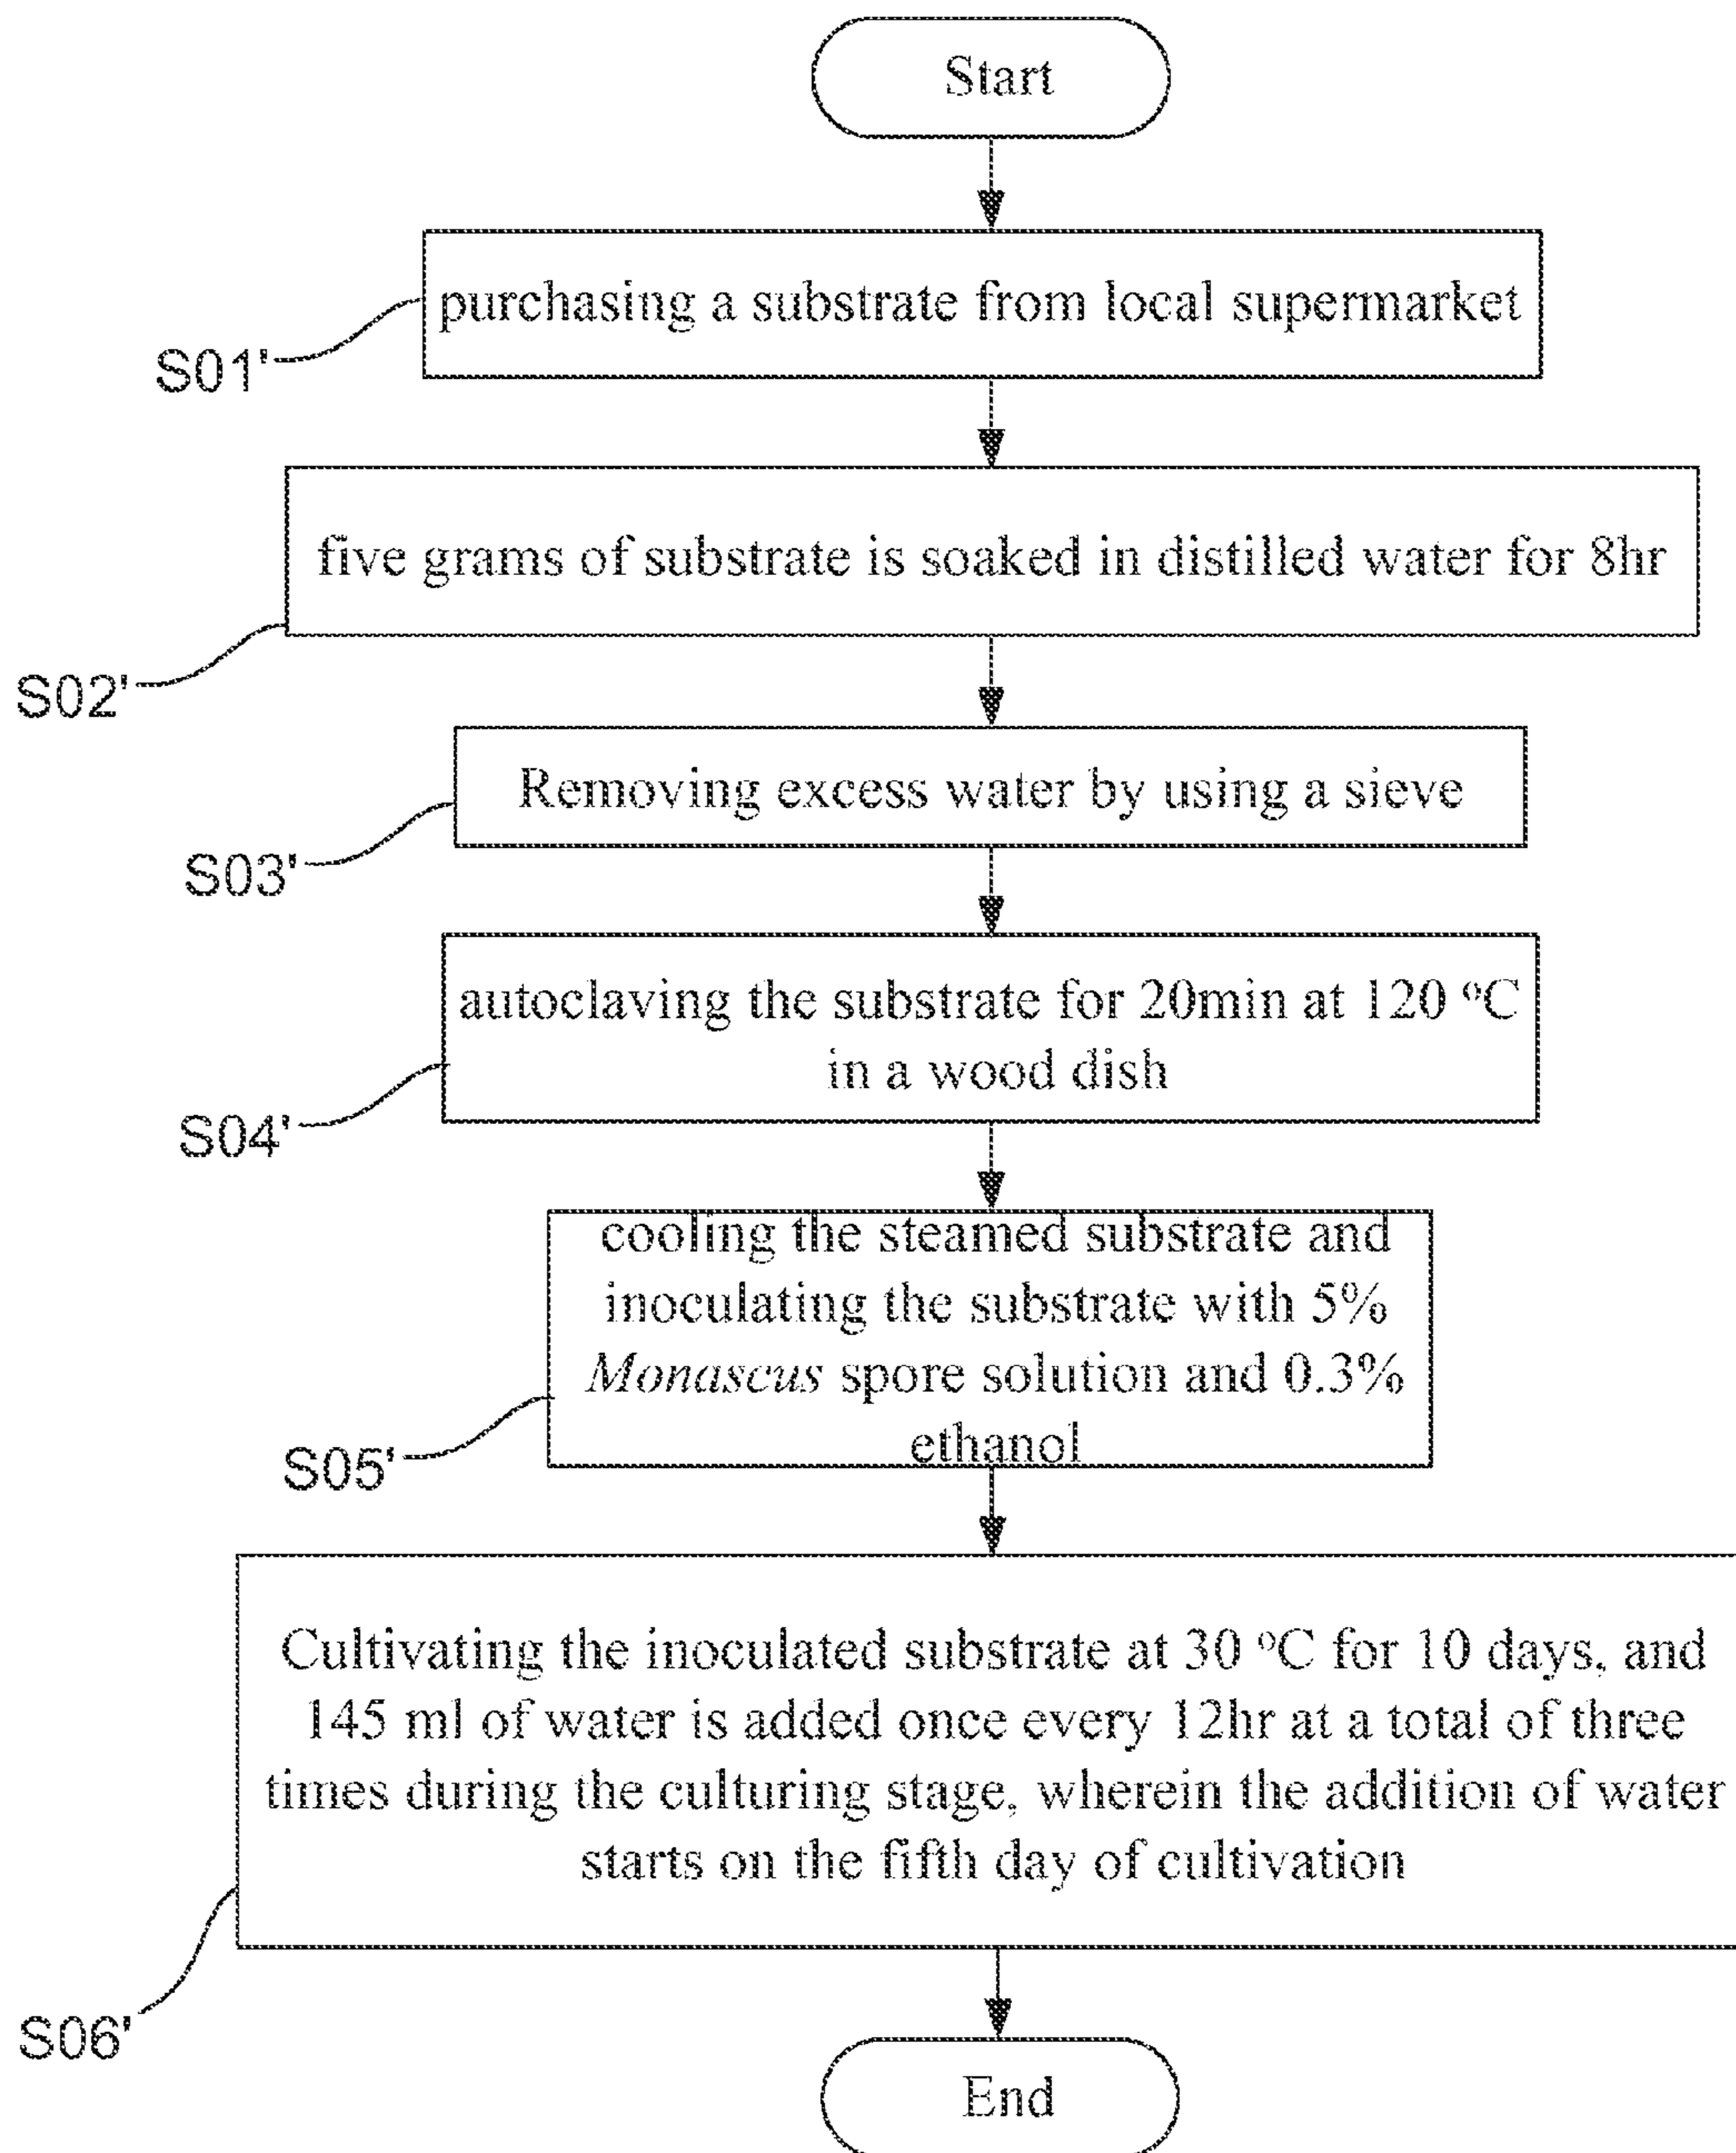 Start
purchasing a substrate from local supermarket
S01'
five grams of substrate is soaked in distilled water for 8hr
S02'
Removing excess water by using a sieve
S03'
autoclaving the substrate for 20min at 120 °C
in a wood dish
S04'
cooling the steamed substrate and
inoculating the substrate with 5%
Monascus spore solution and 0.3%
ethanol
S05'
Cultivating the inoculated substrate at 30 °C for 10 days, and
145 ml of water is added once every 12hr at a total of three
times during the culturing stage, wherein the addition of water
starts on the fifth day of cultivation
S06'
End